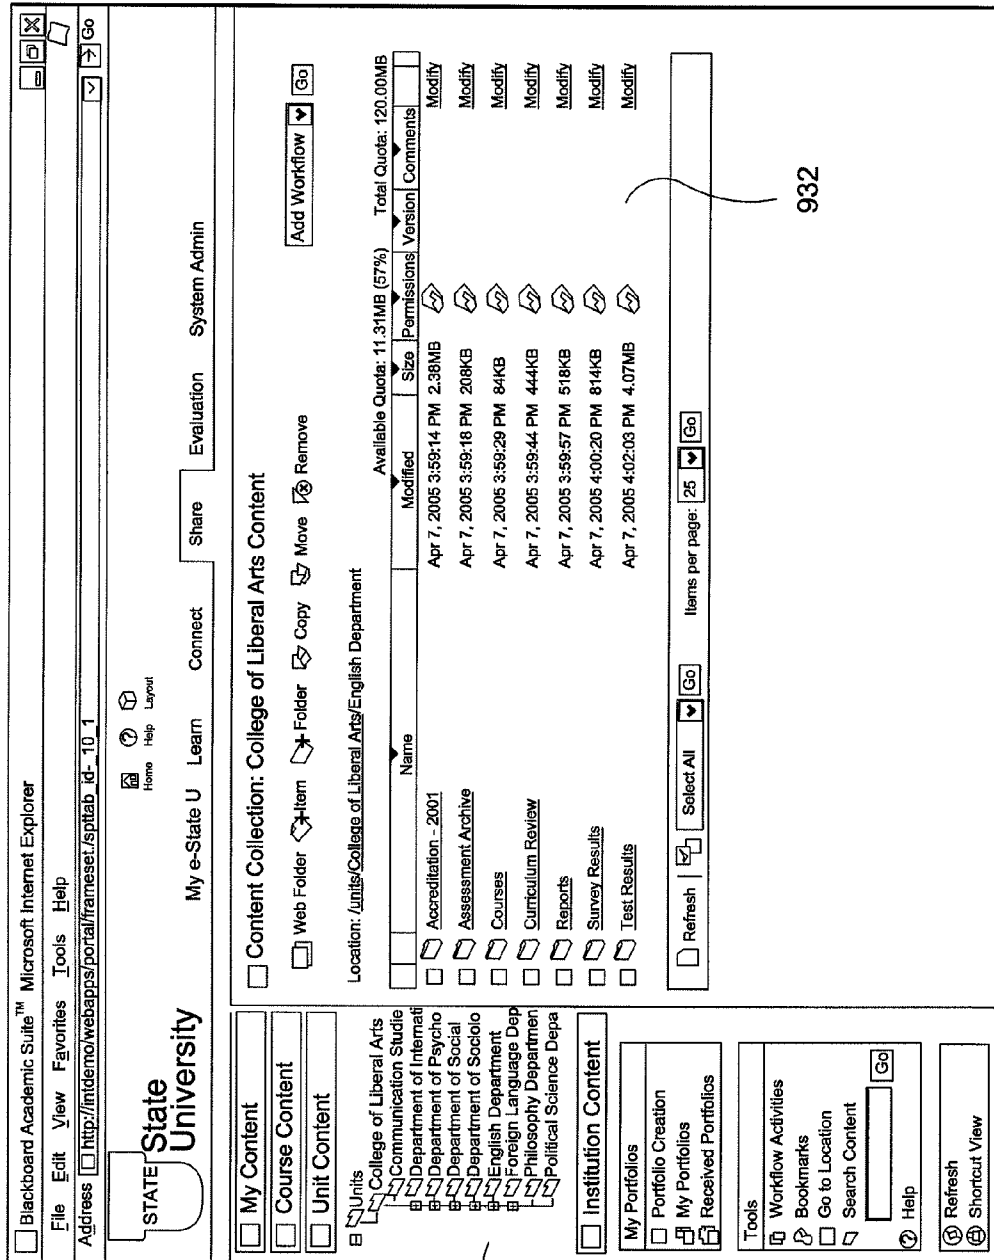 Blackboard Academic Suite™ Microsoft Internet Explorer
File Edit View Favorites Tools Help
Address http://intdemo/webapps/portal/frameset./spttab_id-_10_1 Go
STATE State University
Home Help Layout
My e-State U Learn Connect Share Evaluation System Admin
My Content
Course Content
Unit Content
Units
College of Liberal Arts
Communication Studie
Department of Internati
Department of Psycho
Department of Social
Department of Sociolo
English Department
Foreign Language Dep
Philosophy Departmen
Political Science Depa
Institution Content
My Portfolios
Portfolio Creation
My Portfolios
Received Portfolios
Tools
Workflow Activities
Bookmarks
Go to Location
Search Content
Go
Help
Refresh
Shortcut View
Content Collection: College of Liberal Arts Content
Web Folder +Item + Folder Copy Move Remove Add Workflow Go
Location: /units/College of Liberal Arts/English Department
Available Quota: 11.31MB (57%) Total Quota: 120.00MB
Name Modified Size Permissions Version Comments
Accreditation - 2001 Apr 7, 2005 3:59:14 PM 2.38MB Modify
Assessment Archive Apr 7, 2005 3:59:18 PM 208KB Modify
Courses Apr 7, 2005 3:59:29 PM 84KB Modify
Curriculum Review Apr 7, 2005 3:59:44 PM 444KB Modify
Reports Apr 7, 2005 3:59:57 PM 518KB Modify
Survey Results Apr 7, 2005 4:00:20 PM 814KB Modify
Test Results Apr 7, 2005 4:02:03 PM 4.07MB Modify
Refresh Select All Go Items per page: 25 Go
932